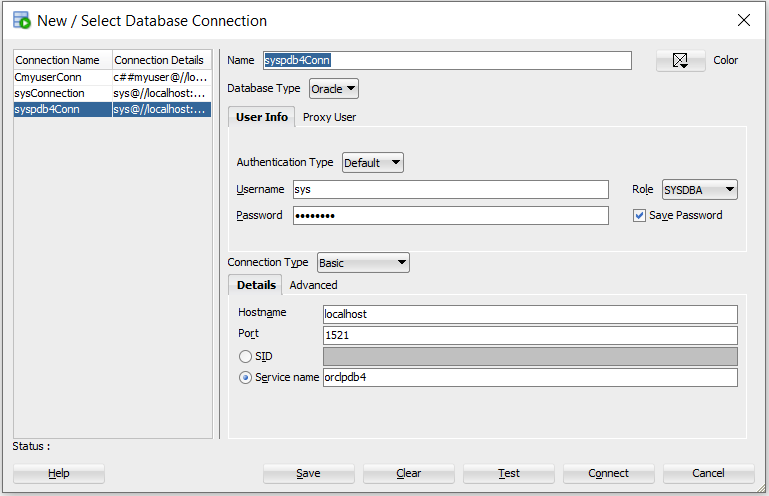 New / Select Database Connection
Connection Name Connection Details
CmyuserConn c##myuser@//lo...
sysConnection sys@//localhost:...
syspdb4Conn sys@//localhost:...
Name syspdb4Conn Color
Database Type Oracle
User Info Proxy User
Authentication Type Default
Username sys Role SYSDBA
Password •••••••• Save Password
Connection Type Basic
Details Advanced
Hostname localhost
Port 1521
SID
Service name orclpdb4
Status :
Help Save Clear Test Connect Cancel